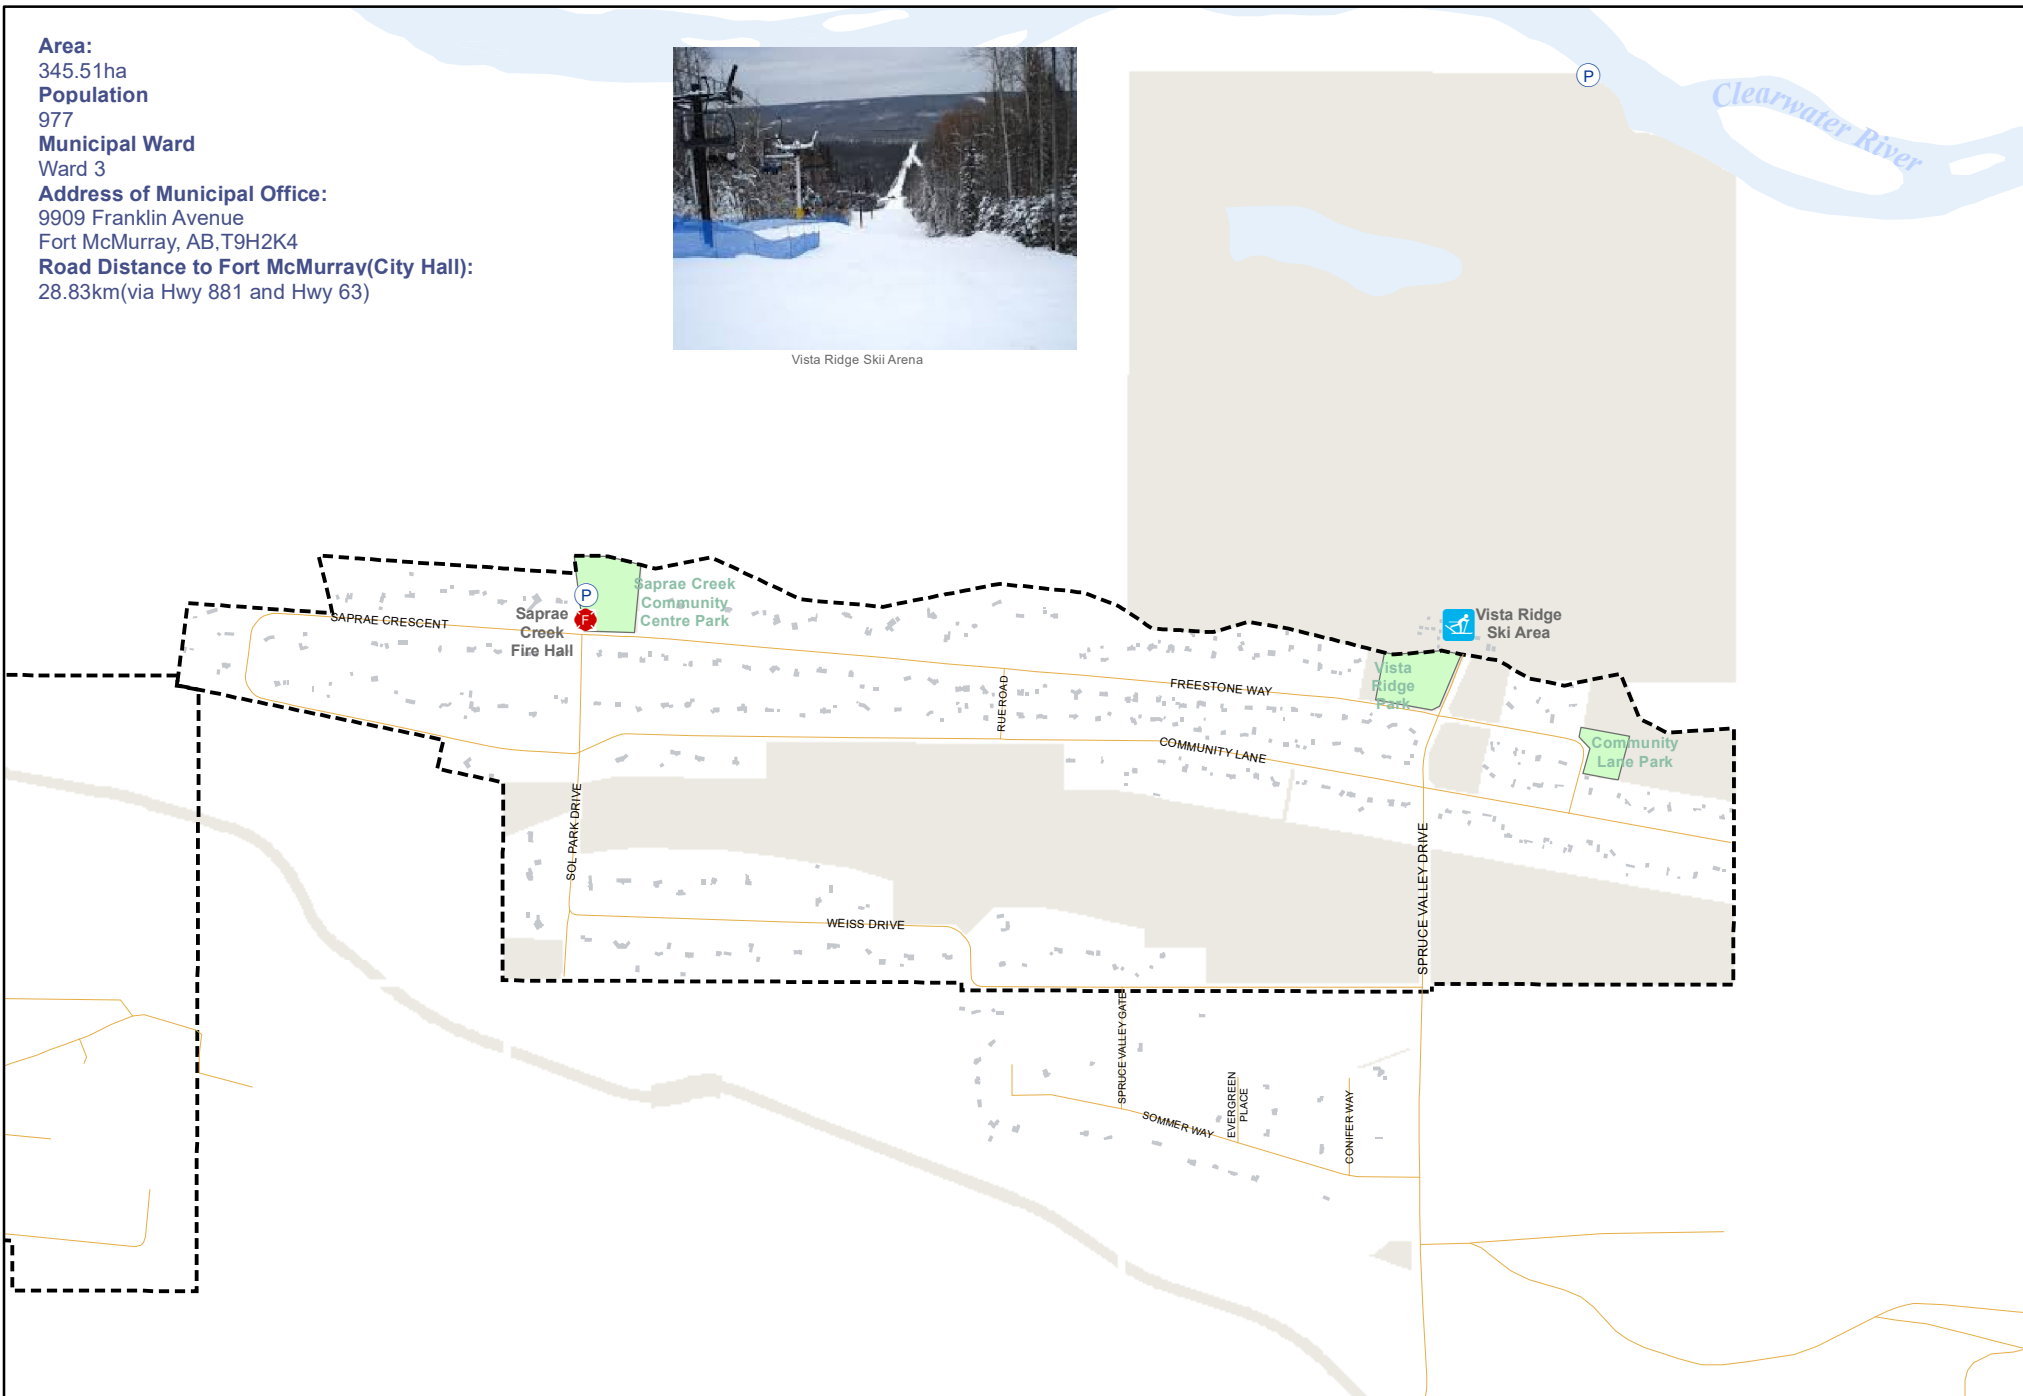 Area:
345.51ha
Population
977
Municipal Ward
Ward 3
Address of Municipal Office:
9909 Franklin Avenue
Fort McMurray, AB,T9H2K4
Road Distance to Fort McMurray(City Hall):
28.83km(via Hwy 881 and Hwy 63)
Vista Ridge Skii Arena
P
Clearwater River
Saprae Creek
Community
Centre Park
P
F
Saprae
Creek
Fire Hall
SAPRAE CRESCENT
Vista Ridge
Ski Area
Vista
Ridge
Park
FREESTONE WAY
RUE ROAD
COMMUNITY LANE
Community
Lane Park
SOL PARK DRIVE
SPRUCE VALLEY DRIVE
WEISS DRIVE
SPRUCE VALLEY GATE
SOMMER WAY
EVERGREEN
PLACE
CONIFER WAY